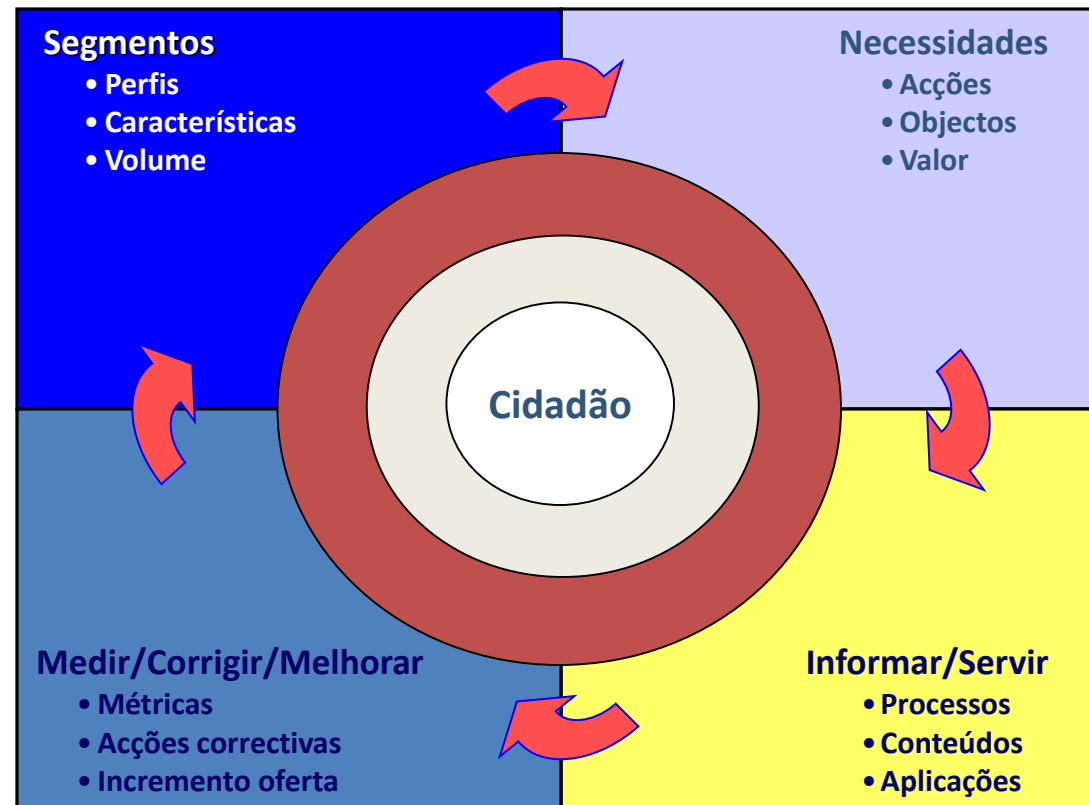 Segmentos
• Perfis
• Características
• Volume
Necessidades
• Acções
• Objectos
• Valor
Cidadão
Medir/Corrigir/Melhorar
• Métricas
• Acções correctivas
• Incremento oferta
Informar/Servir
• Processos
• Conteúdos
• Aplicações